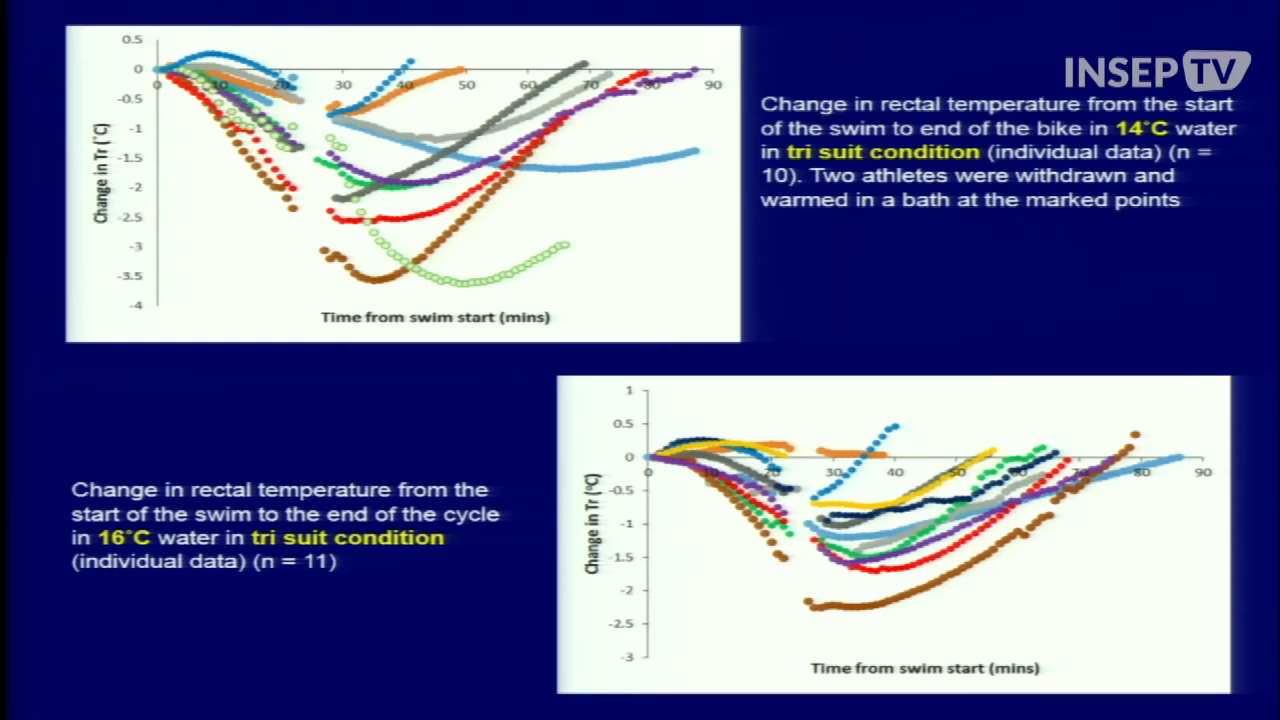 INSEP TV
0.5
0
-0.5
-1
-1.5
-2
-2.5
-3
-3.5
-4
0 10 20 30 40 50 60 70 80 90
Change in Tr (˚C)
Time from swim start (mins)
Change in rectal temperature from the start
of the swim to end of the bike in 14˚C water
in tri suit condition (individual data) (n =
10). Two athletes were withdrawn and
warmed in a bath at the marked points
Change in rectal temperature from the
start of the swim to the end of the cycle
in 16˚C water in tri suit condition
(individual data) (n = 11)
1
0.5
0
-0.5
-1
-1.5
-2
-2.5
-3
0 10 20 30 40 50 60 70 80 90
Change in Tr (˚C)
Time from swim start (mins)